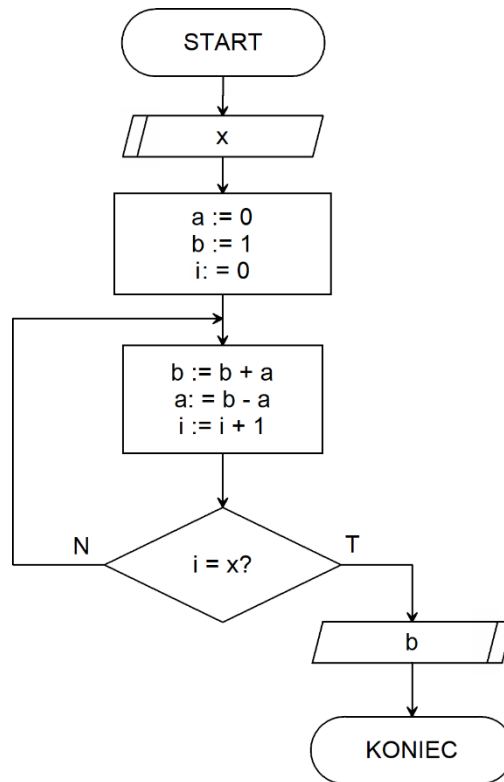 START
x
a := 0
b := 1
i: = 0
b := b + a
a: = b - a
i := i + 1
N
i = x?
T
b
KONIEC